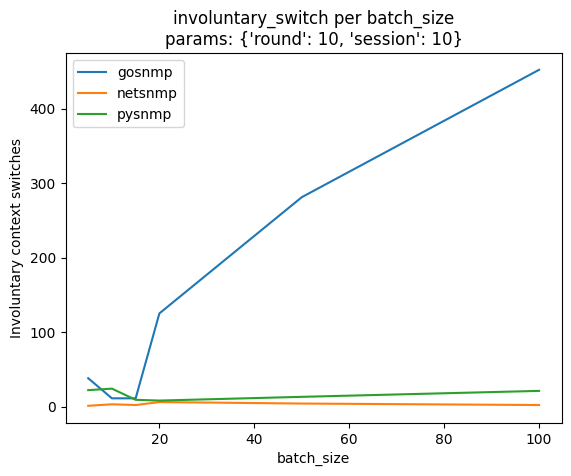 involuntary_switch per batch_size
params: {'round': 10, 'session': 10}
gosnmp
netsnmp
pysnmp
Involuntary context switches
400
300
200
100
0
20
40
60
80
100
batch_size